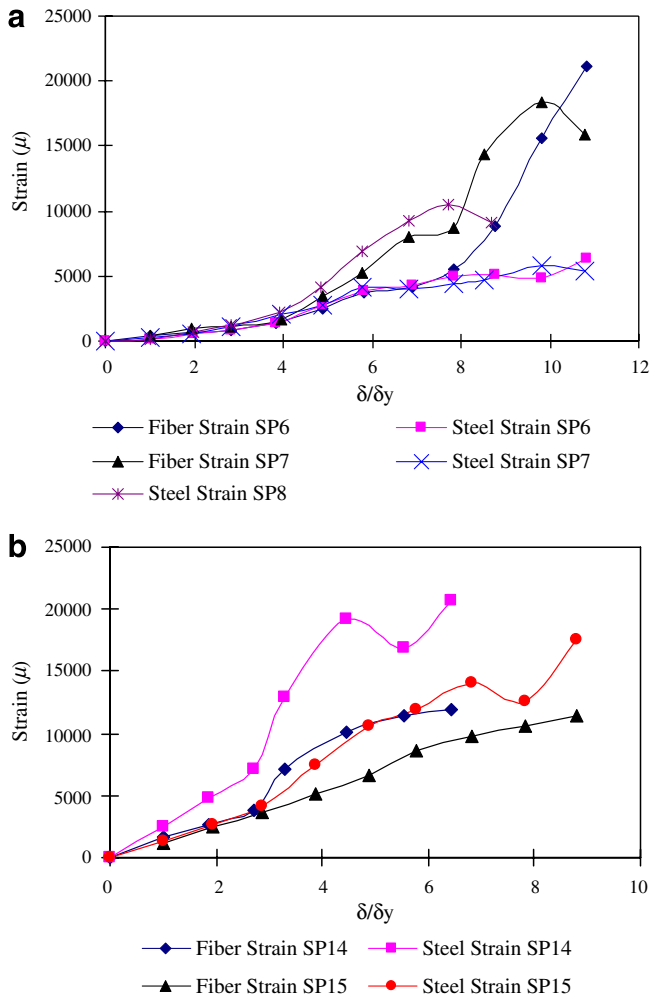 a
25000
20000
15000
10000
5000
0
Strain (μ)
0 2 4 6 8 10 12
δ/δy
Fiber Strain SP6 Steel Strain SP6
Fiber Strain SP7 Steel Strain SP7
Steel Strain SP8
b
25000
20000
15000
10000
5000
0
Strain (μ)
0 2 4 6 8 10
δ/δy
Fiber Strain SP14 Steel Strain SP14
Fiber Strain SP15 Steel Strain SP15